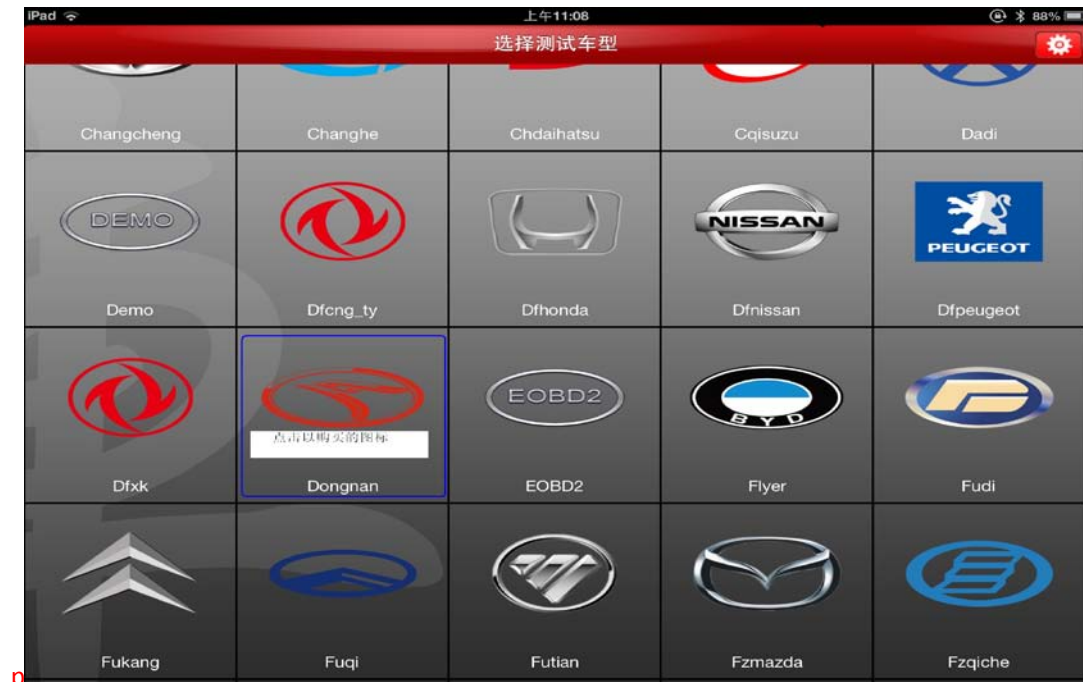 iPad 上午11:08 88%
选择测试车型
Changcheng Changhe Chdaihatsu Cqisuzu Dadi
DEMO NISSAN PEUGEOT
Demo Dfcng_ty Dfhonda Dfnissan Dfpeugeot
EOBD2 BYD
点击以购买的图标
Dfxk Dongnan EOBD2 Flyer Fudi
Fukang Fuqi Futian Fzmazda Fzqiche
n